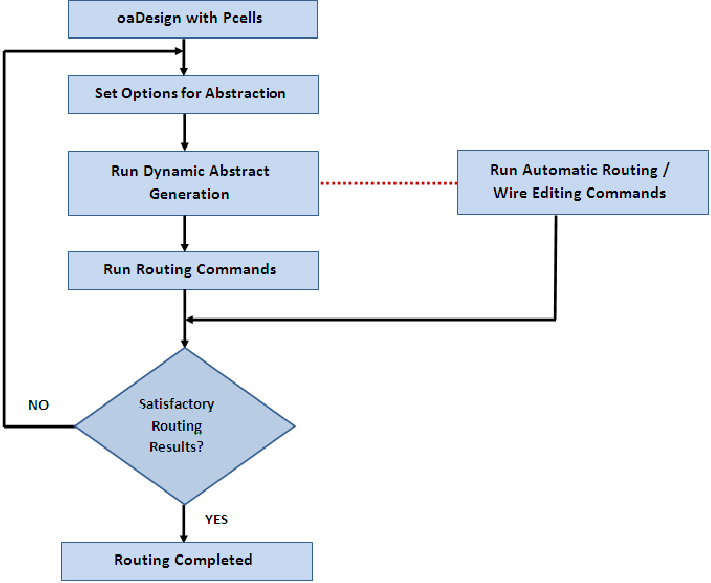 oaDesign with Pcells
Set Options for Abstraction
Run Dynamic Abstract
Generation
Run Automatic Routing /
Wire Editing Commands
Run Routing Commands
Satisfactory
Routing
Results?
NO
YES
Routing Completed